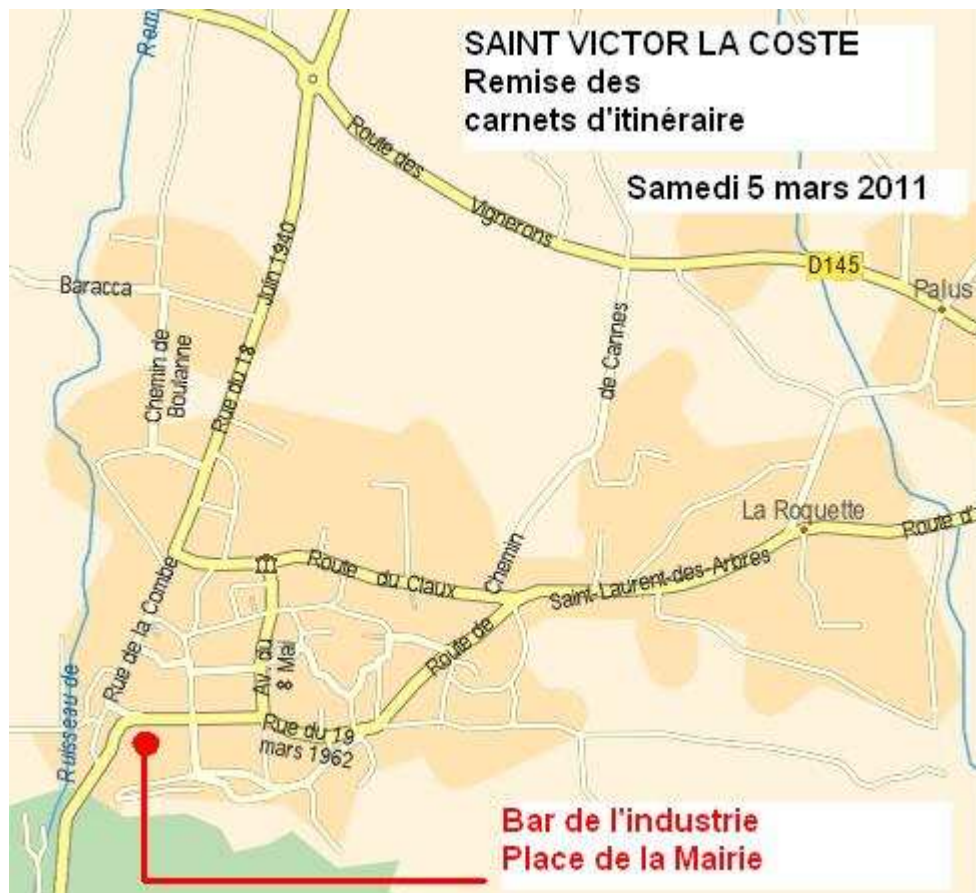 SAINT VICTOR LA COSTE
Remise des
carnets d'itinéraire
Samedi 5 mars 2011
Rem
Route des
Vignerons
D145
Palus
Baracca
Chemin de
Boulanne
Rue du 18
Juin 1940
de Cannes
Chemin
La Roquette
Route d'
Saint-Laurent-des-Arbres
Route de
Route du Claux
Rue de la Combe
Av. du
8 Mai
Rue du 19
mars 1962
Ruisseau de
Bar de l'industrie
Place de la Mairie